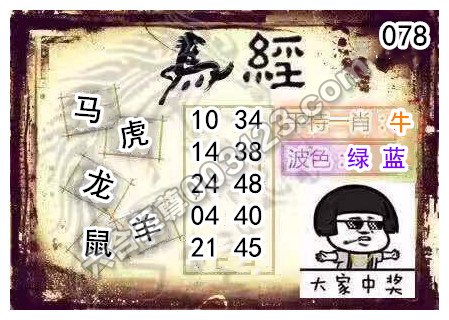 078
馬經
马
虎
龙
鼠
羊
10 34
14 38
24 48
04 40
21 45
特一肖:牛
波色:绿 蓝
大家中奖